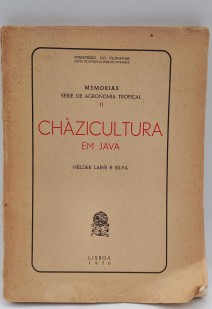 MINISTÉRIO DO ULTRAMAR
MEMÓRIAS
SÉRIE DE AGRONOMIA TROPICAL
II
CHÀZICULTURA
EM JAVA
HÉLDER LAINS E SILVA
LISBOA
1956